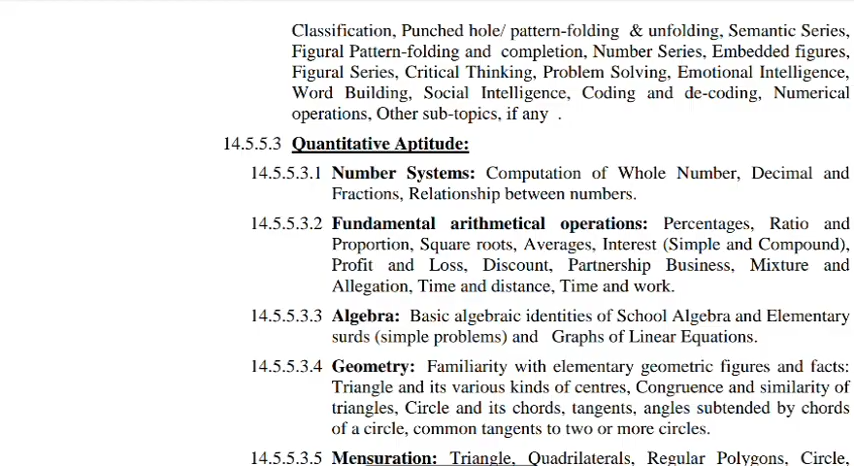 Classification, Punched hole/ pattern-folding & unfolding, Semantic Series,
Figural Pattern-folding and completion, Number Series, Embedded figures,
Figural Series, Critical Thinking, Problem Solving, Emotional Intelligence,
Word Building, Social Intelligence, Coding and de-coding, Numerical
operations, Other sub-topics, if any .
14.5.5.3 Quantitative Aptitude:
14.5.5.3.1 Number Systems: Computation of Whole Number, Decimal and
Fractions, Relationship between numbers.
14.5.5.3.2 Fundamental arithmetical operations: Percentages, Ratio and
Proportion, Square roots, Averages, Interest (Simple and Compound),
Profit and Loss, Discount, Partnership Business, Mixture and
Allegation, Time and distance, Time and work.
14.5.5.3.3 Algebra: Basic algebraic identities of School Algebra and Elementary
surds (simple problems) and Graphs of Linear Equations.
14.5.5.3.4 Geometry: Familiarity with elementary geometric figures and facts:
Triangle and its various kinds of centres, Congruence and similarity of
triangles, Circle and its chords, tangents, angles subtended by chords
of a circle, common tangents to two or more circles.
14.5.5.3.5 Mensuration: Triangle, Quadrilaterals, Regular Polygons, Circle,